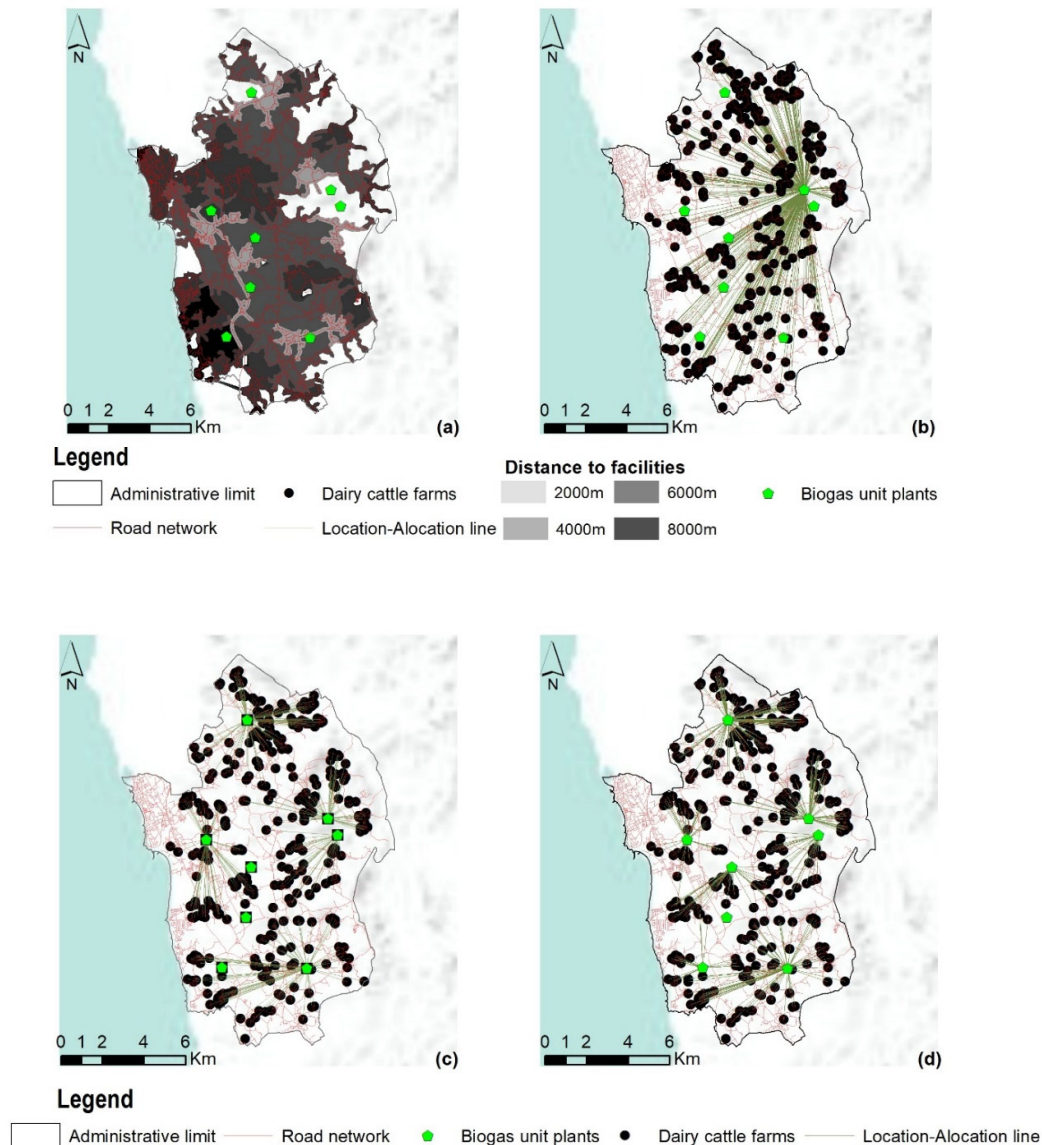 N
N
0 1 2 4 6
Km
(a)
0 1 2 4 6
Km
(b)
Legend
Distance to facilities
Administrative limit
Dairy cattle farms
2000m
6000m
Biogas unit plants
Road network
Location-Alocation line
4000m
8000m
N
N
0 1 2 4 6
Km
(c)
0 1 2 4 6
Km
(d)
Legend
Administrative limit
Road network
Biogas unit plants
Dairy cattle farms
Location-Alocation line